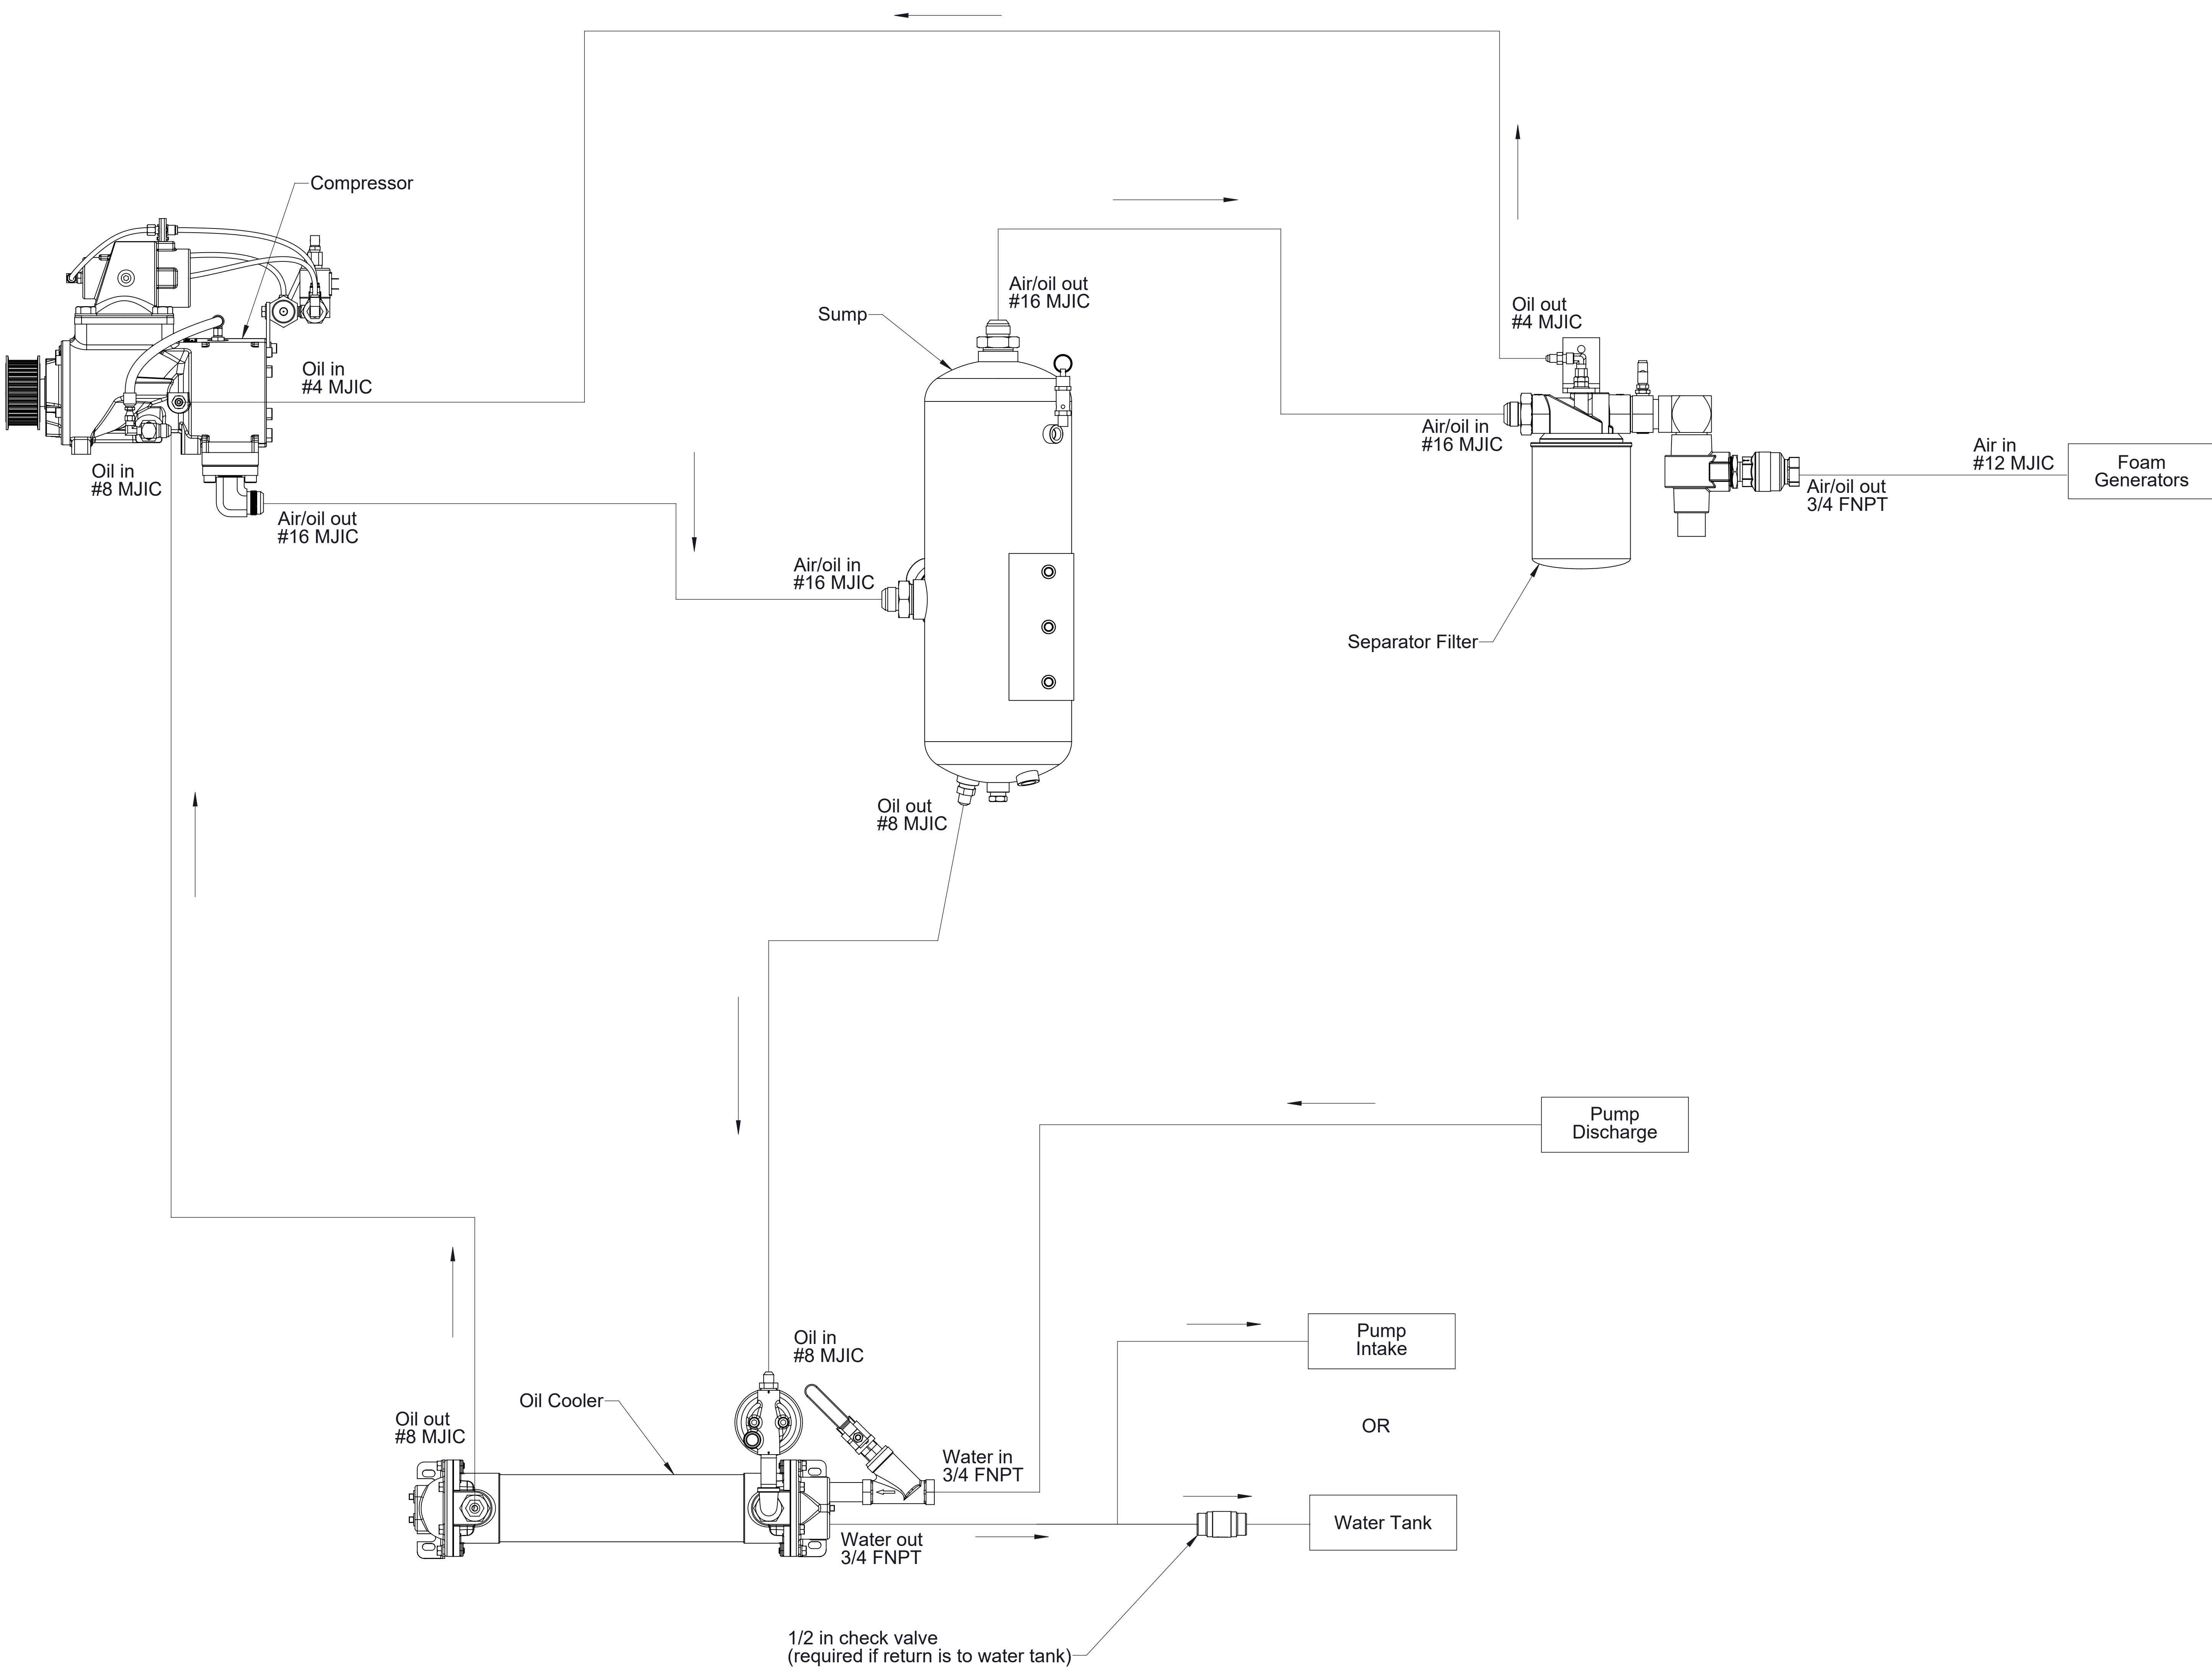 Compressor
Air/oil out
#16 MJIC
Sump
Oil out
#4 MJIC
Oil in
#4 MJIC
Air/oil in
#16 MJIC
Air in
#12 MJIC
Foam
Generators
Oil in
#8 MJIC
Air/oil out
3/4 FNPT
Air/oil out
#16 MJIC
Air/oil in
#16 MJIC
Separator Filter
Oil out
#8 MJIC
Pump
Discharge
Oil in
#8 MJIC
Pump
Intake
Oil Cooler
Oil out
#8 MJIC
OR
Water in
3/4 FNPT
Water Tank
Water out
3/4 FNPT
1/2 in check valve
(required if return is to water tank)